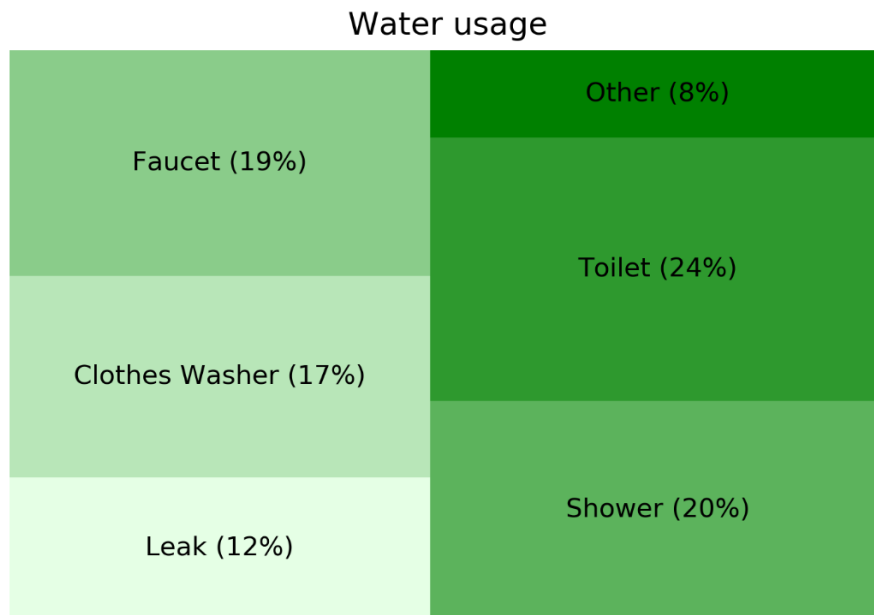 Water usage
Faucet (19%)
Clothes Washer (17%)
Leak (12%)
Other (8%)
Toilet (24%)
Shower (20%)